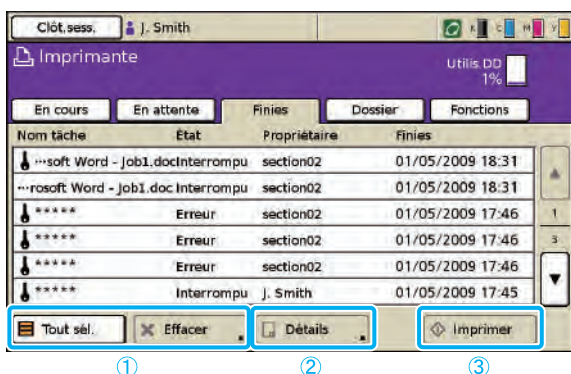 Clôt.sess. J. Smith K C M Y
Imprimante
Utilis DD
1%
En cours En attente Finies Dossier Fonctions
Nom tâche État Propriétaire Finies
···soft Word - Job1.doc Interrompu section02 01/05/2009 18:31
···rosoft Word - Job1.doc Interrompu section02 01/05/2009 18:31
***** Erreur section02 01/05/2009 17:46
***** Erreur section02 01/05/2009 17:46
***** Erreur section02 01/05/2009 17:46
***** Interrompu J. Smith 01/05/2009 17:45
1
3
Tout sél. Effacer Détails Imprimer
① ② ③